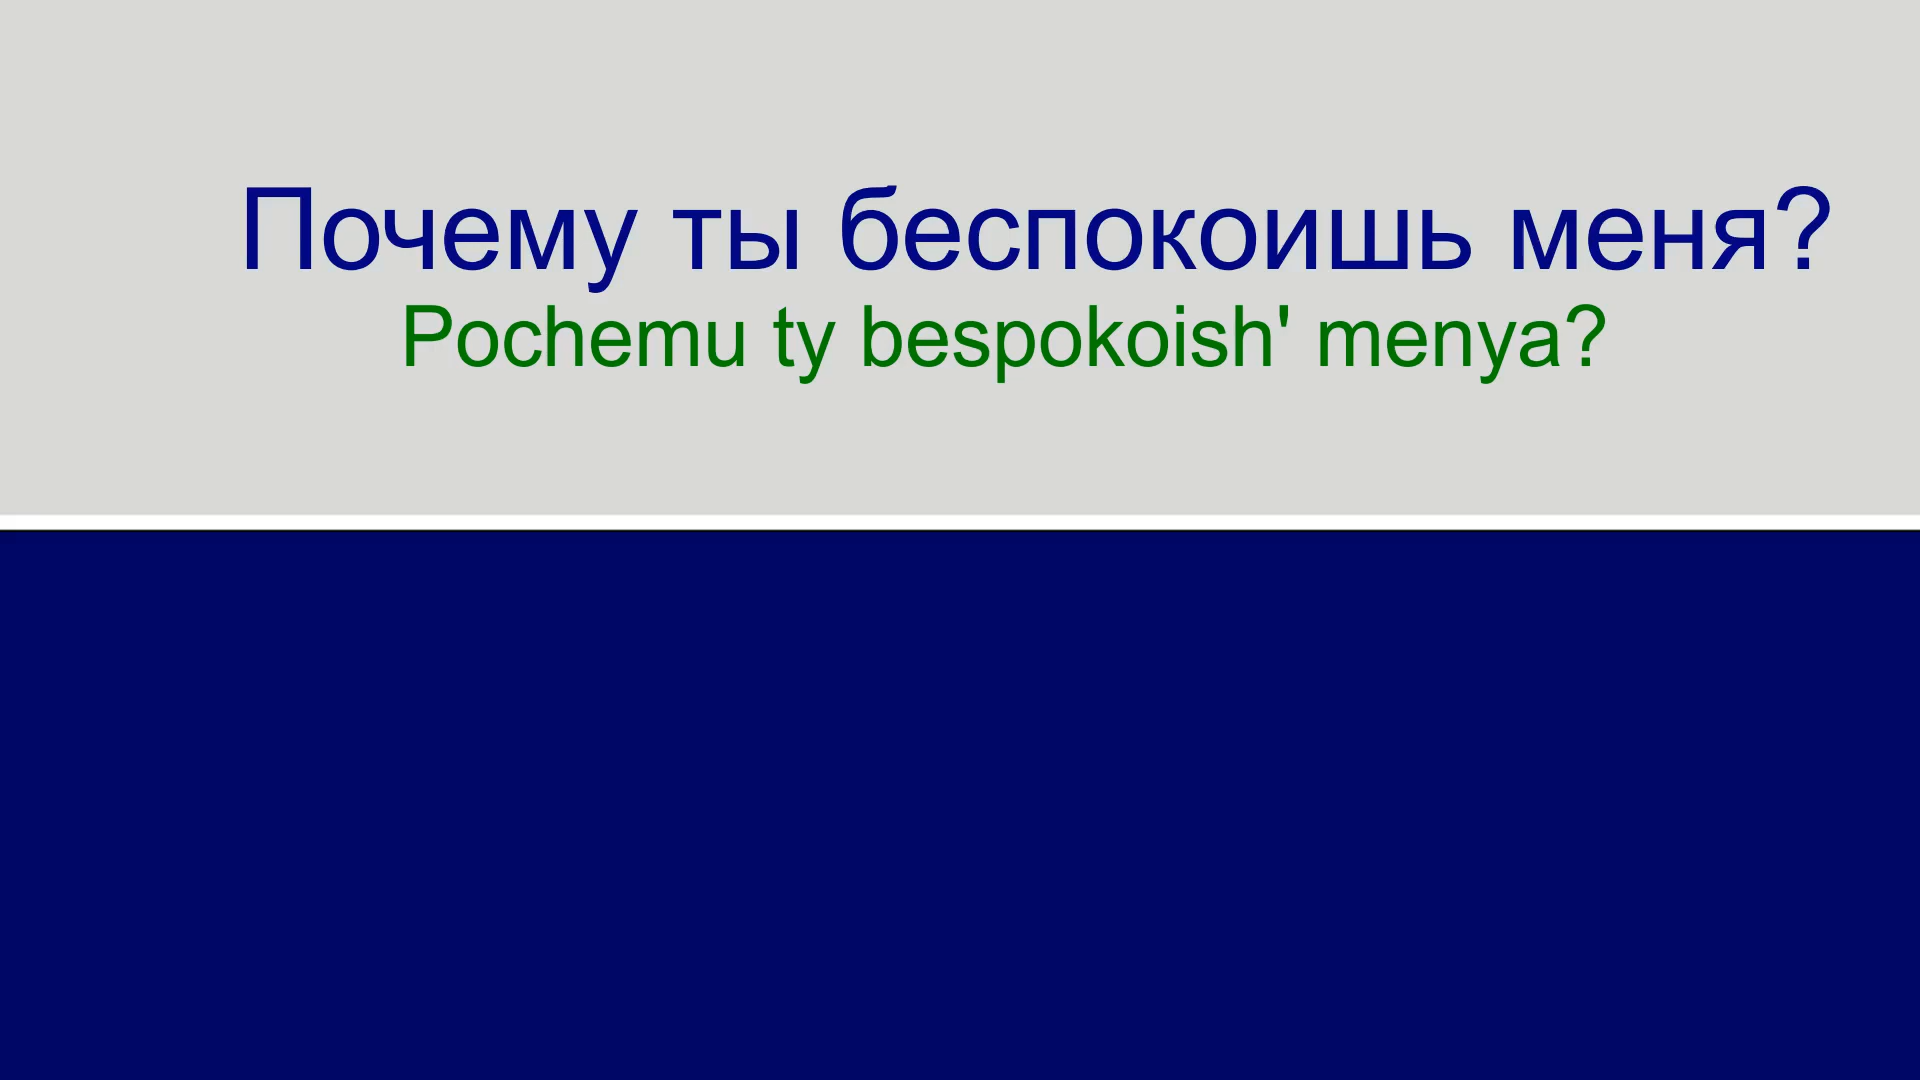 Почему ты беспокоишь меня?
Pochemu ty bespokoish' menya?